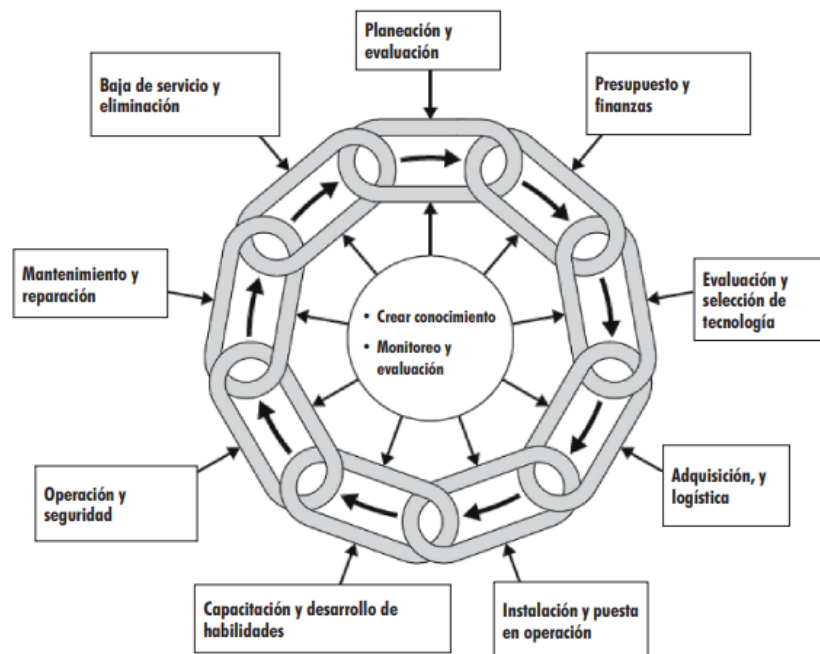 Planeación y
evaluación
Presupuesto y
finanzas
Evaluación y
selección de
tecnología
Adquisición, y
logística
Instalación y puesta
en operación
Capacitación y desarrollo de
habilidades
Operación y
seguridad
Mantenimiento y
reparación
Baja de servicio y
eliminación
• Crear conocimiento
• Monitoreo y
evaluación